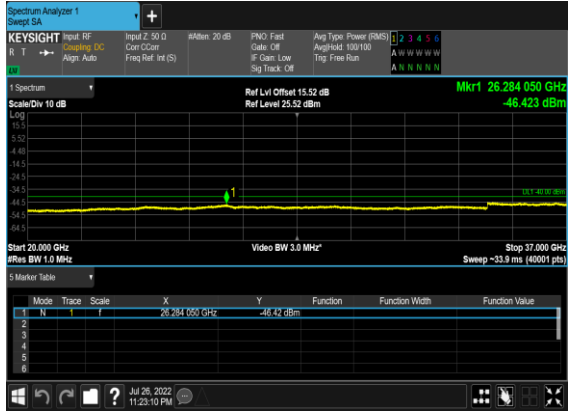 Spectrum Analyzer 1
Swept SA
KEYSIGHT Input: RF Input Z: 50 Ω #Atten: 20 dB PNO: Fast Avg Type: Power (RMS) 1 2 3 4 5 6
R T Coupling: DC Corr CCorr Gate: Off Avg|Hold: 100/100 A W W W W W
Align: Auto Freq Ref: Int (S) IF Gain: Low Trig: Free Run
LXI Sig Track: Off A N N N N N
1 Spectrum Ref Lvl Offset 15.52 dB Mkr1 26.284 050 GHz
Scale/Div 10 dB Ref Level 25.52 dBm -46.423 dBm
Log
15.5
5.52
-4.48
-14.5
-24.5
1
-34.5 DL1 -40.00 dBm
-44.5
-54.5
-64.5
Start 20.000 GHz Video BW 3.0 MHz* Stop 37.000 GHz
#Res BW 1.0 MHz Sweep ~33.9 ms (40001 pts)
5 Marker Table
Mode Trace Scale X Y Function Function Width Function Value
1 N 1 f 26.284 050 GHz -46.42 dBm
2
3
4
5
6
? Jul 26, 2022
11:23:10 PM